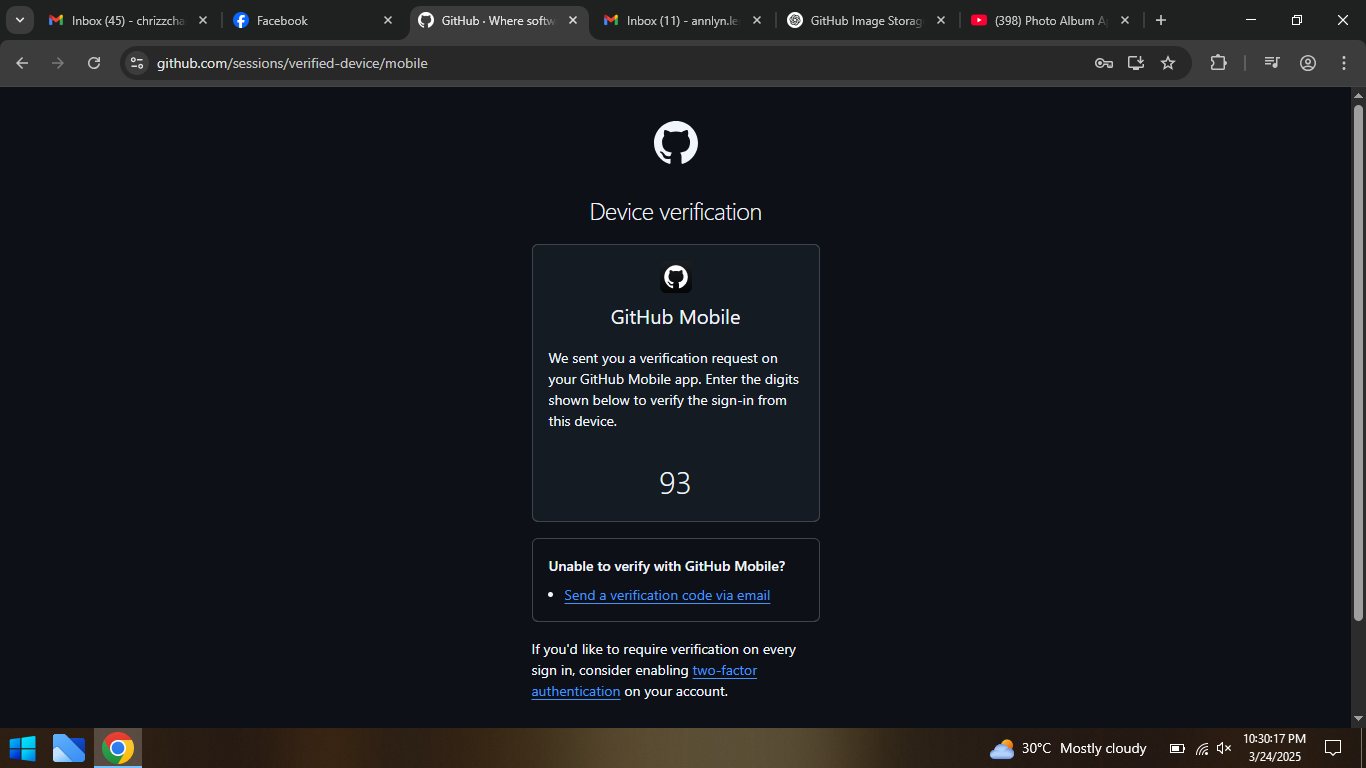 Inbox (45) - chrizzcha
Facebook
GitHub · Where softw
Inbox (11) - annlyn.le
GitHub Image Storag
(398) Photo Album A
github.com/sessions/verified-device/mobile
Device verification
GitHub Mobile
We sent you a verification request on
your GitHub Mobile app. Enter the digits
shown below to verify the sign-in from
this device.
93
Unable to verify with GitHub Mobile?
Send a verification code via email
If you'd like to require verification on every
sign in, consider enabling two-factor
authentication on your account.
30°C Mostly cloudy
10:30:17 PM
3/24/2025